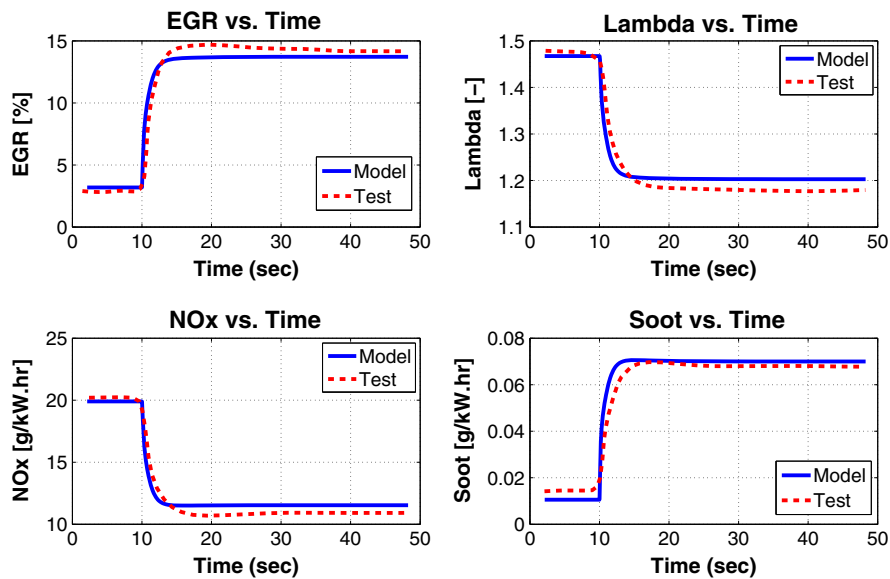 EGR vs. Time
15
10
5
0
EGR [%]
Model
Test
0 10 20 30 40 50
Time (sec)
Lambda vs. Time
1.5
1.4
1.3
1.2
1.1
Lambda [−]
Model
Test
0 10 20 30 40 50
Time (sec)
NOx vs. Time
25
20
15
10
NOx [g/kW.hr]
Model
Test
0 10 20 30 40 50
Time (sec)
Soot vs. Time
0.08
0.06
0.04
0.02
0
Soot [g/kW.hr]
Model
Test
0 10 20 30 40 50
Time (sec)